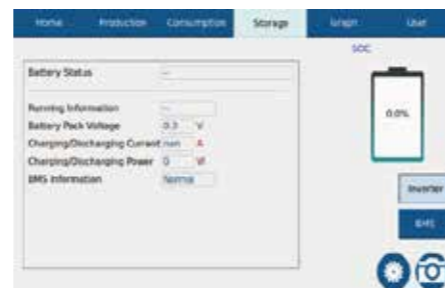 Home Production Consumption Storage Graph User
SOC
Battery Status --
Running Information --
Battery Pack Voltage 0.3 V
Charging/Discharging Current nan A
Charging/Discharging Power 0 W
BMS Information Normal
0.0%
Inverter
BMS